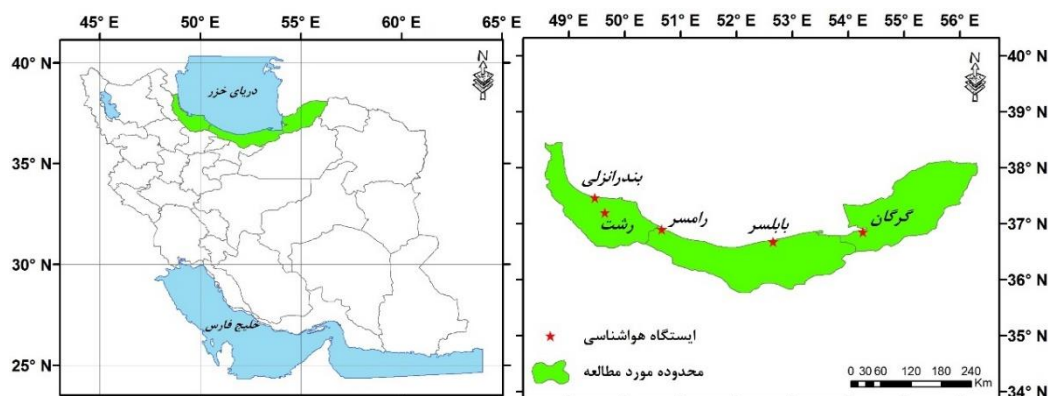 45° E 50° E 55° E 60° E 65° E
40° N
35° N
30° N
25° N
N
دریای خزر
خلیج فارس
49° E 50° E 51° E 52° E 53° E 54° E 55° E 56° E
40° N
39° N
38° N
37° N
36° N
35° N
34° N
N
بندرانزلی
رشت
رامسر
بابلسر
گرگان
ایستگاه هواشناسی
محدوده مورد مطالعه
0 30 60 120 180 240
Km